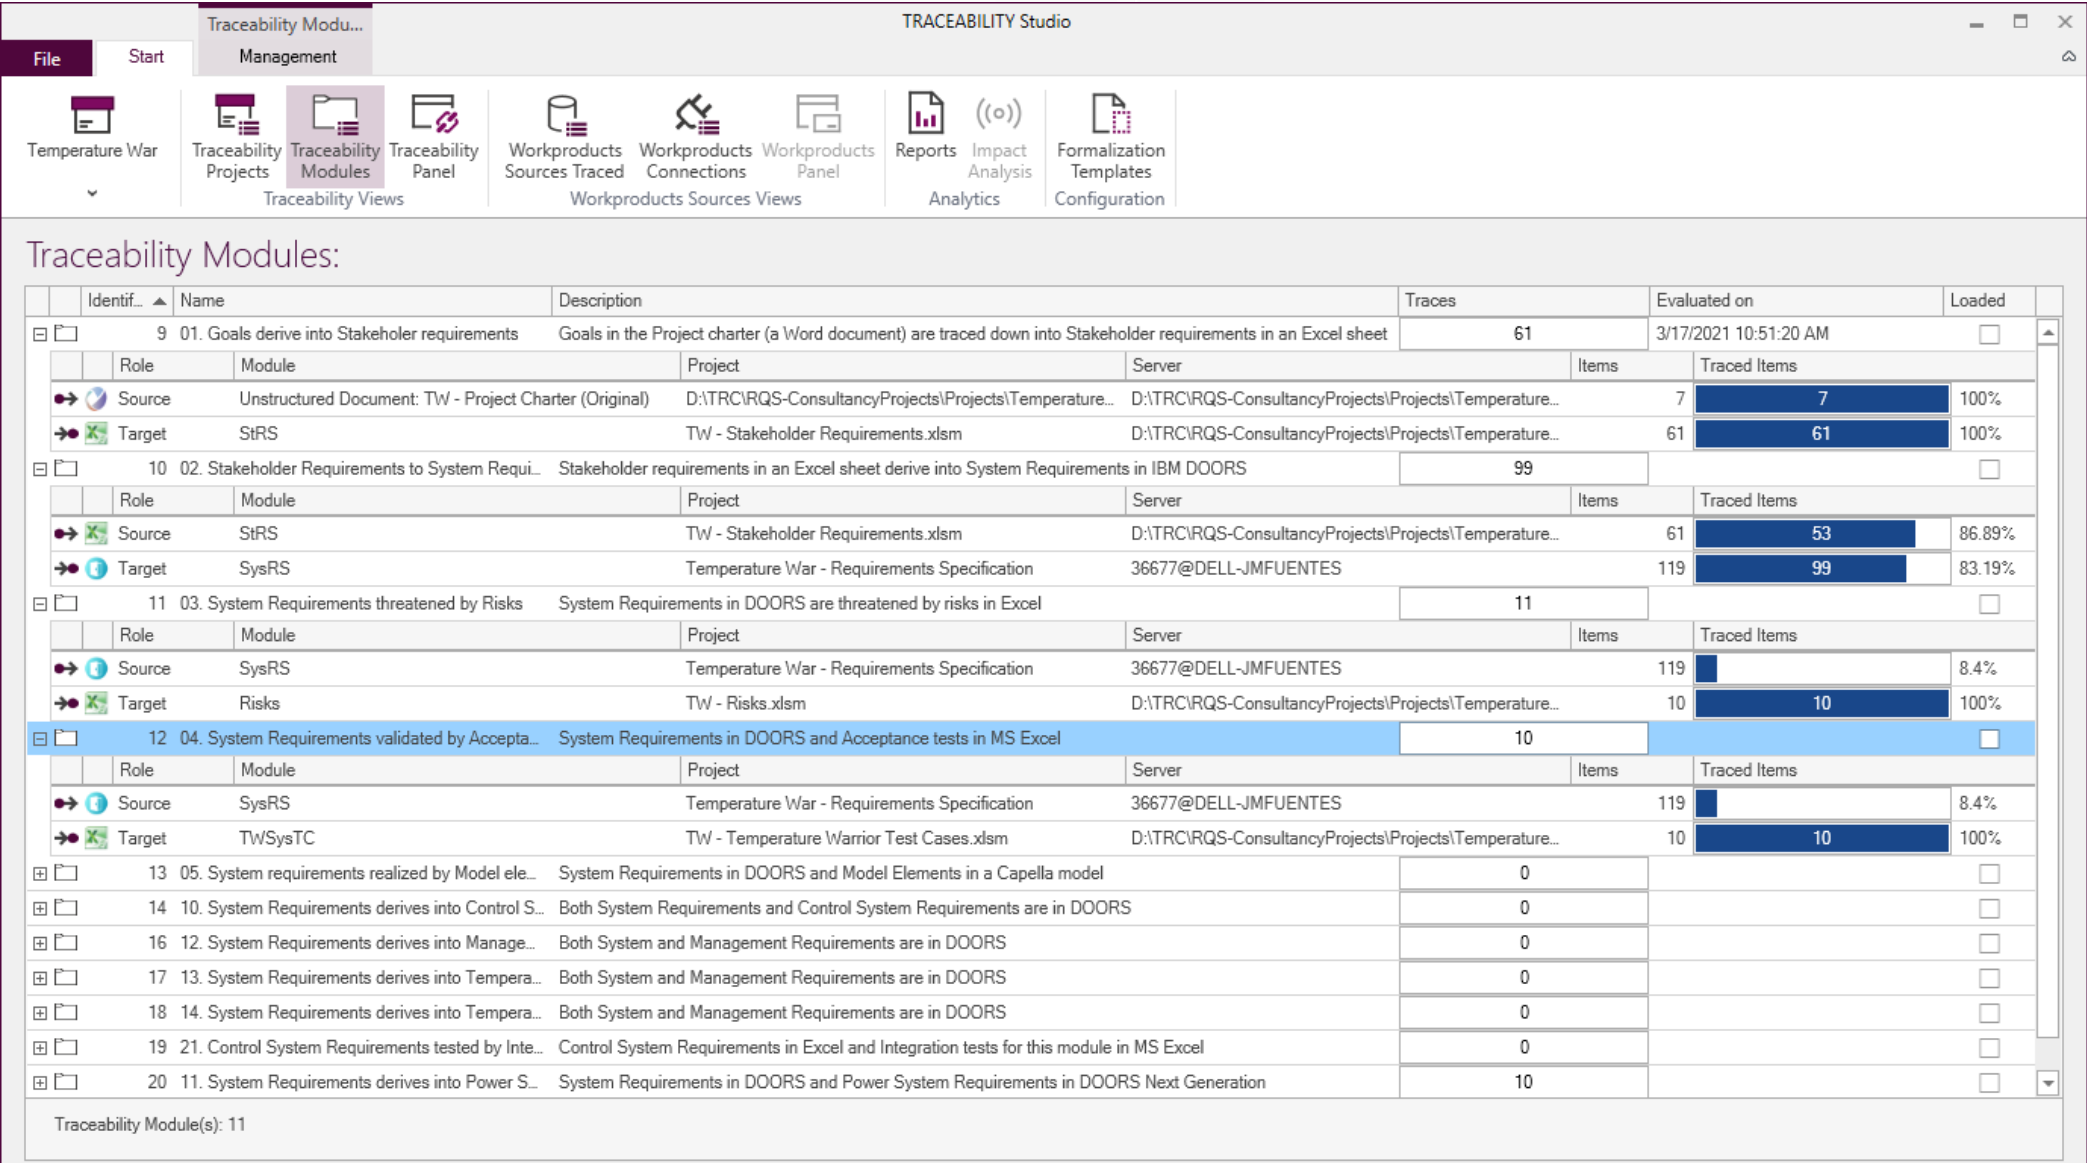 Traceability Modu...
TRACEABILITY Studio
File
Start
Management
Temperature War
Traceability Projects
Traceability Modules
Traceability Panel
Traceability Views
Workproducts Sources Traced
Workproducts Connections
Workproducts Panel
Workproducts Sources Views
Reports
Impact Analysis
Analytics
Formalization Templates
Configuration
Traceability Modules:
Identif... Name Description Traces Evaluated on Loaded
9 01. Goals derive into Stakeholer requirements Goals in the Project charter (a Word document) are traced down into Stakeholder requirements in an Excel sheet 61 3/17/2021 10:51:20 AM
Role Module Project Server Items Traced Items
Source Unstructured Document: TW - Project Charter (Original) D:\TRC\RQS-ConsultancyProjects\Projects\Temperature... D:\TRC\RQS-ConsultancyProjects\Projects\Temperature... 7 7 100%
Target StRS TW - Stakeholder Requirements.xlsm D:\TRC\RQS-ConsultancyProjects\Projects\Temperature... 61 61 100%
10 02. Stakeholder Requirements to System Requi... Stakeholder requirements in an Excel sheet derive into System Requirements in IBM DOORS 99
Role Module Project Server Items Traced Items
Source StRS TW - Stakeholder Requirements.xlsm D:\TRC\RQS-ConsultancyProjects\Projects\Temperature... 61 53 86.89%
Target SysRS Temperature War - Requirements Specification 36677@DELL-JMFUENTES 119 99 83.19%
11 03. System Requirements threatened by Risks System Requirements in DOORS are threatened by risks in Excel 11
Role Module Project Server Items Traced Items
Source SysRS Temperature War - Requirements Specification 36677@DELL-JMFUENTES 119 8.4%
Target Risks TW - Risks.xlsm D:\TRC\RQS-ConsultancyProjects\Projects\Temperature... 10 10 100%
12 04. System Requirements validated by Accepta... System Requirements in DOORS and Acceptance tests in MS Excel 10
Role Module Project Server Items Traced Items
Source SysRS Temperature War - Requirements Specification 36677@DELL-JMFUENTES 119 8.4%
Target TWSysTC TW - Temperature Warrior Test Cases.xlsm D:\TRC\RQS-ConsultancyProjects\Projects\Temperature... 10 10 100%
13 05. System requirements realized by Model ele... System Requirements in DOORS and Model Elements in a Capella model 0
14 10. System Requirements derives into Control S... Both System Requirements and Control System Requirements are in DOORS 0
16 12. System Requirements derives into Manage... Both System and Management Requirements are in DOORS 0
17 13. System Requirements derives into Tempera... Both System and Management Requirements are in DOORS 0
18 14. System Requirements derives into Tempera... Both System and Management Requirements are in DOORS 0
19 21. Control System Requirements tested by Inte... Control System Requirements in Excel and Integration tests for this module in MS Excel 0
20 11. System Requirements derives into Power S... System Requirements in DOORS and Power System Requirements in DOORS Next Generation 10
Traceability Module(s): 11